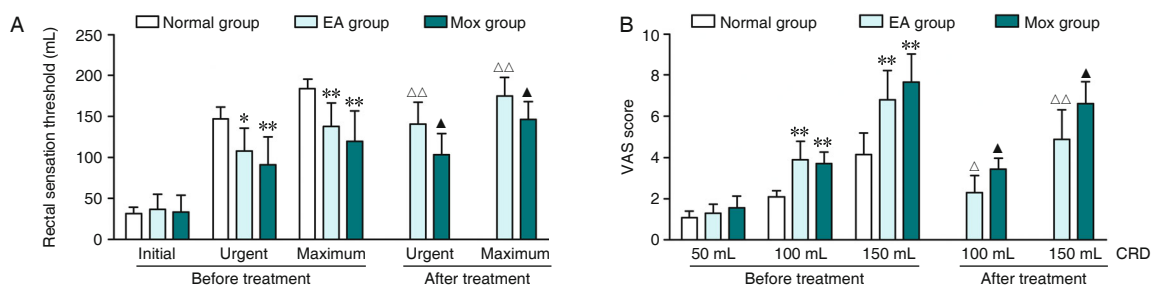 A
Normal group EA group Mox group
Rectal sensation threshold (mL)
250
200
150
100
50
0
* ** ** ** △△ ▲ △△ ▲
Initial Urgent Maximum Urgent Maximum
Before treatment After treatment
B
Normal group EA group Mox group
VAS score
10
8
6
4
2
0
** ** ** ** △ ▲ △△ ▲
50 mL 100 mL 150 mL 100 mL 150 mL CRD
Before treatment After treatment